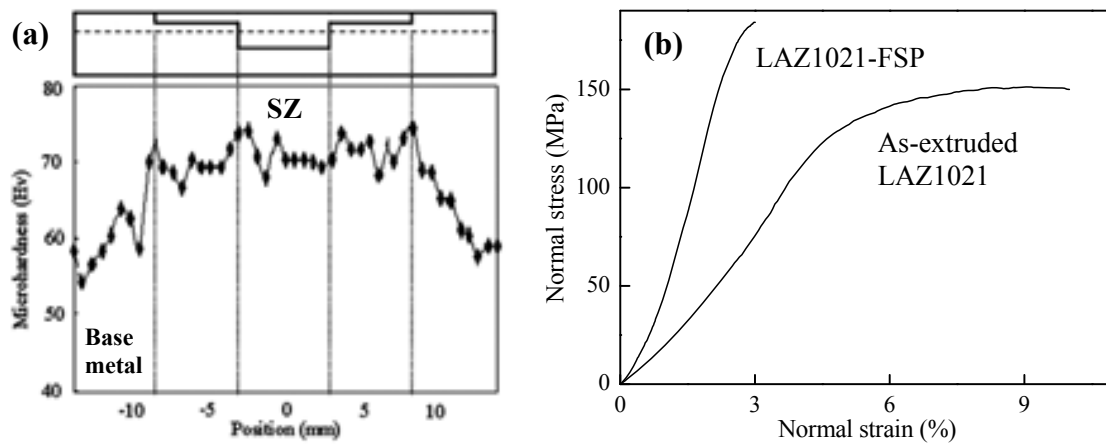 (a)
SZ
Base
metal
Microhardness (Hv)
80
70
60
50
40
-10 -5 0 5 10
Position (mm)
(b)
LAZ1021-FSP
As-extruded
LAZ1021
Normal stress (MPa)
150
100
50
0
0 3 6 9
Normal strain (%)